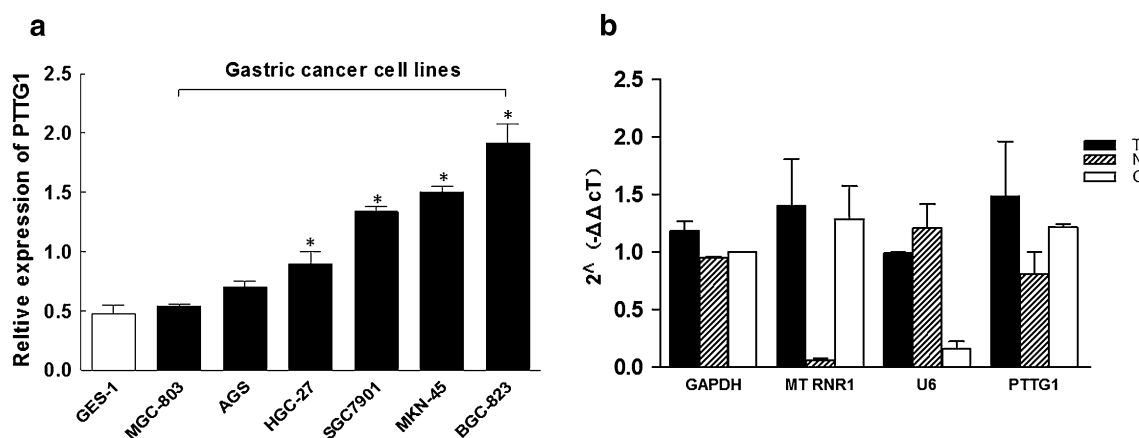 a
Reltive expression of PTTG1
Gastric cancer cell lines
2.5
2.0
1.5
1.0
0.5
0.0
*
*
*
*
GES-1
MGC-803
AGS
HGC-27
SGC7901
MKN-45
BGC-823
b
2^ (-ΔΔcT)
2.5
2.0
1.5
1.0
0.5
0.0
GAPDH
MT RNR1
U6
PTTG1
T
N